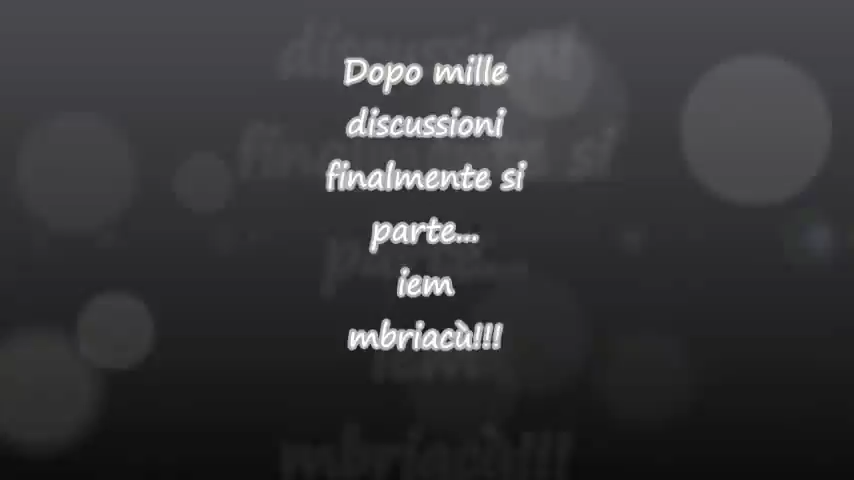 Dopo mille
discussioni
finalmente si
parte...
iem
mbriacù!!!